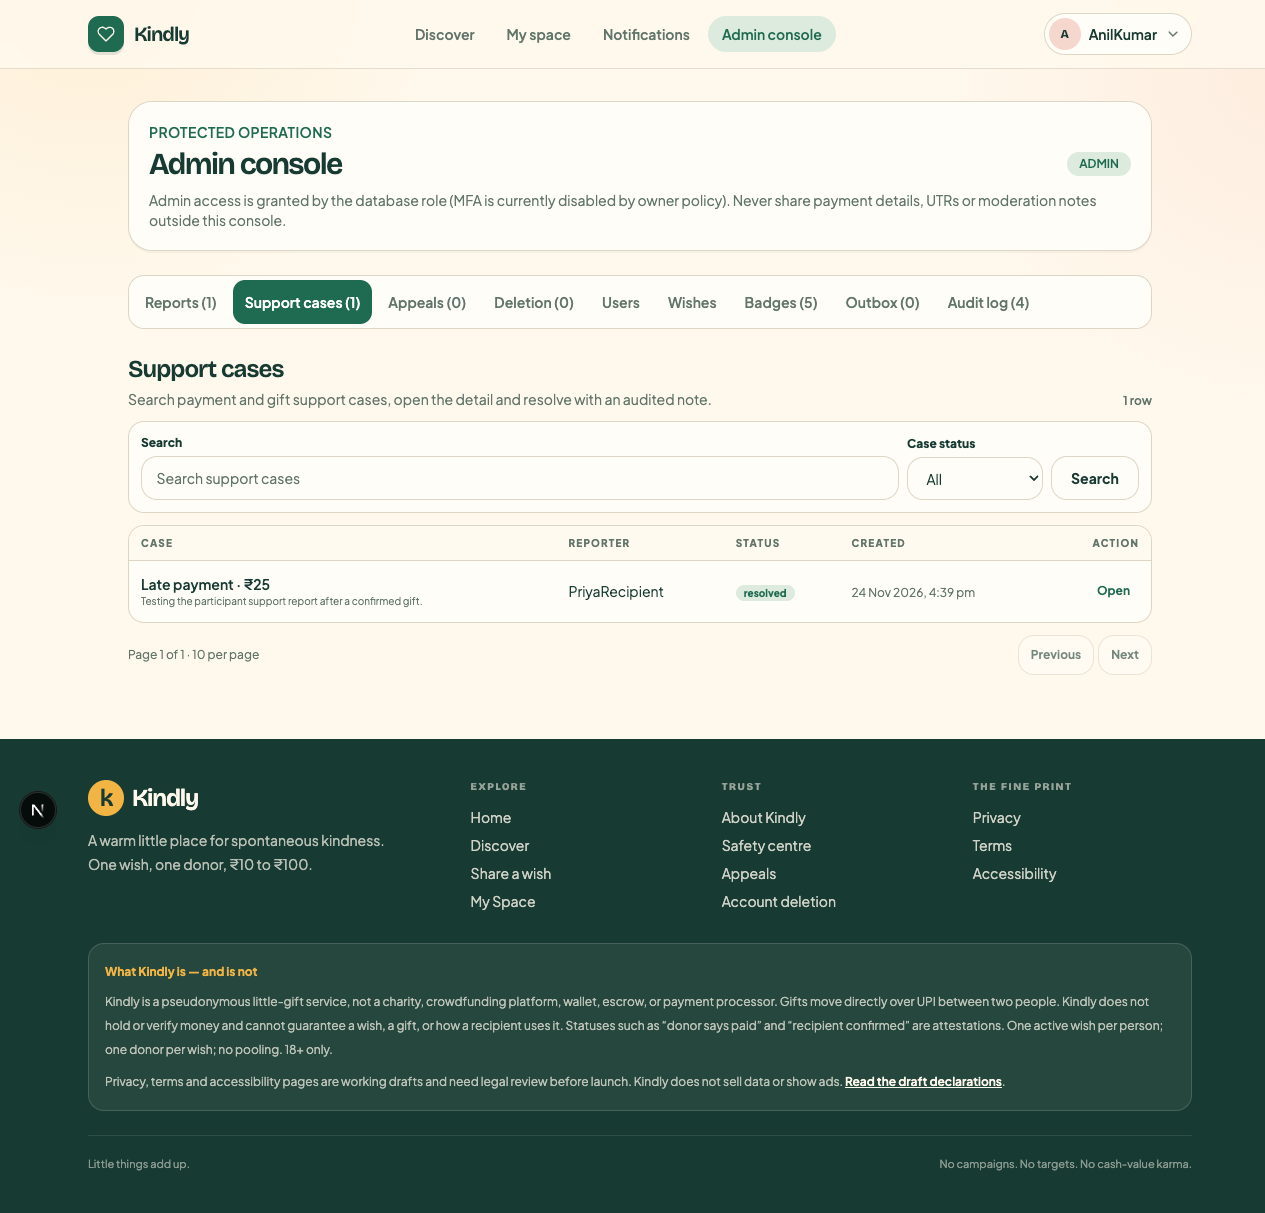 Kindly
Discover
My space
Notifications
Admin console
A
AnilKumar
PROTECTED OPERATIONS
Admin console
ADMIN
Admin access is granted by the database role (MFA is currently disabled by owner policy). Never share payment details, UTRs or moderation notes
outside this console.
Reports (1)
Support cases (1)
Appeals (0)
Deletion (0)
Users
Wishes
Badges (5)
Outbox (0)
Audit log (4)
Support cases
Search payment and gift support cases, open the detail and resolve with an audited note.
1 row
Search
Case status
Search support cases
All
Search
CASE
REPORTER
STATUS
CREATED
ACTION
Late payment · ₹25
Testing the participant support report after a confirmed gift.
PriyaRecipient
resolved
24 Nov 2026, 4:39 pm
Open
Page 1 of 1 · 10 per page
Previous
Next
N
k
Kindly
A warm little place for spontaneous kindness.
One wish, one donor, ₹10 to ₹100.
EXPLORE
Home
Discover
Share a wish
My Space
TRUST
About Kindly
Safety centre
Appeals
Account deletion
THE FINE PRINT
Privacy
Terms
Accessibility
What Kindly is — and is not
Kindly is a pseudonymous little-gift service, not a charity, crowdfunding platform, wallet, escrow, or payment processor. Gifts move directly over UPI between two people. Kindly does not
hold or verify money and cannot guarantee a wish, a gift, or how a recipient uses it. Statuses such as “donor says paid” and “recipient confirmed” are attestations. One active wish per person;
one donor per wish; no pooling. 18+ only.
Privacy, terms and accessibility pages are working drafts and need legal review before launch. Kindly does not sell data or show ads. Read the draft declarations.
Little things add up.
No campaigns. No targets. No cash-value karma.